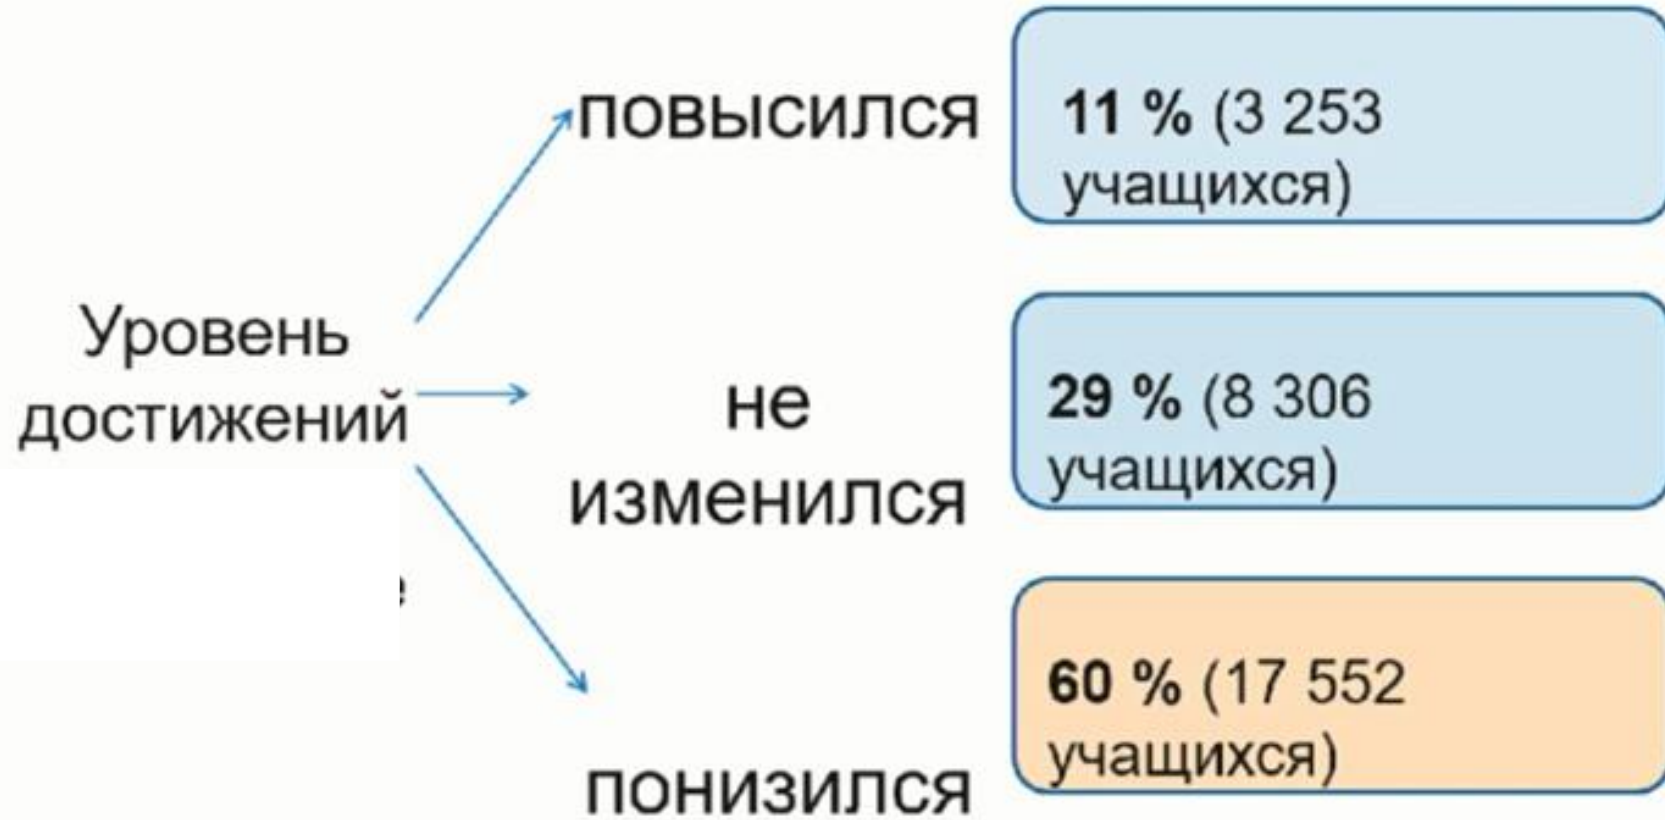 Уровень
достижений
повысился
11 % (3 253
учащихся)
не
изменился
29 % (8 306
учащихся)
понизился
60 % (17 552
учащихся)